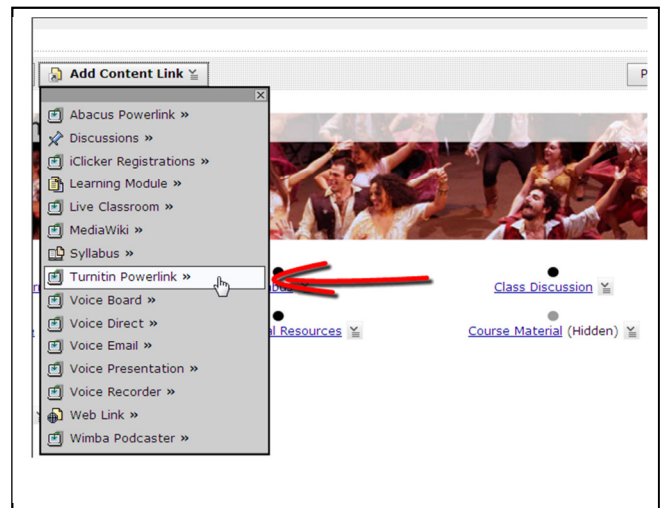 Add Content Link
Abacus Powerlink »
Discussions »
iClicker Registrations »
Learning Module »
Live Classroom »
MediaWiki »
Syllabus »
Turnitin Powerlink »
Voice Board »
Voice Direct »
Voice Email »
Voice Presentation »
Voice Recorder »
Web Link »
Wimba Podcaster »
Class Discussion
al Resources
Course Material (Hidden)